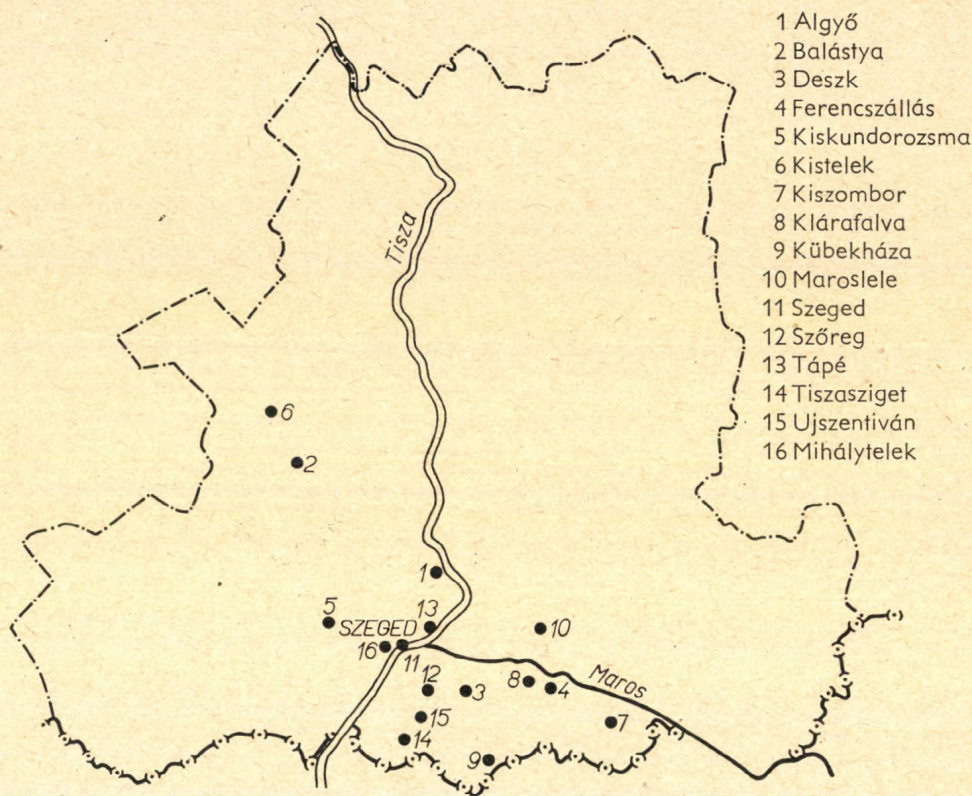 1 Algyő
2 Balástya
3 Deszk
4 Ferencszállás
5 Kiskundorozsma
6 Kistelek
7 Kiszombor
8 Klárafalva
9 Kübekháza
10 Maroslele
11 Szeged
12 Szőreg
13 Tápé
14 Tiszasziget
15 Ujszentiván
16 Mihálytelek
Tisza
6
2
1
5
SZEGED
13
10
16
11
12
3
8
4
Maros
15
14
7
9